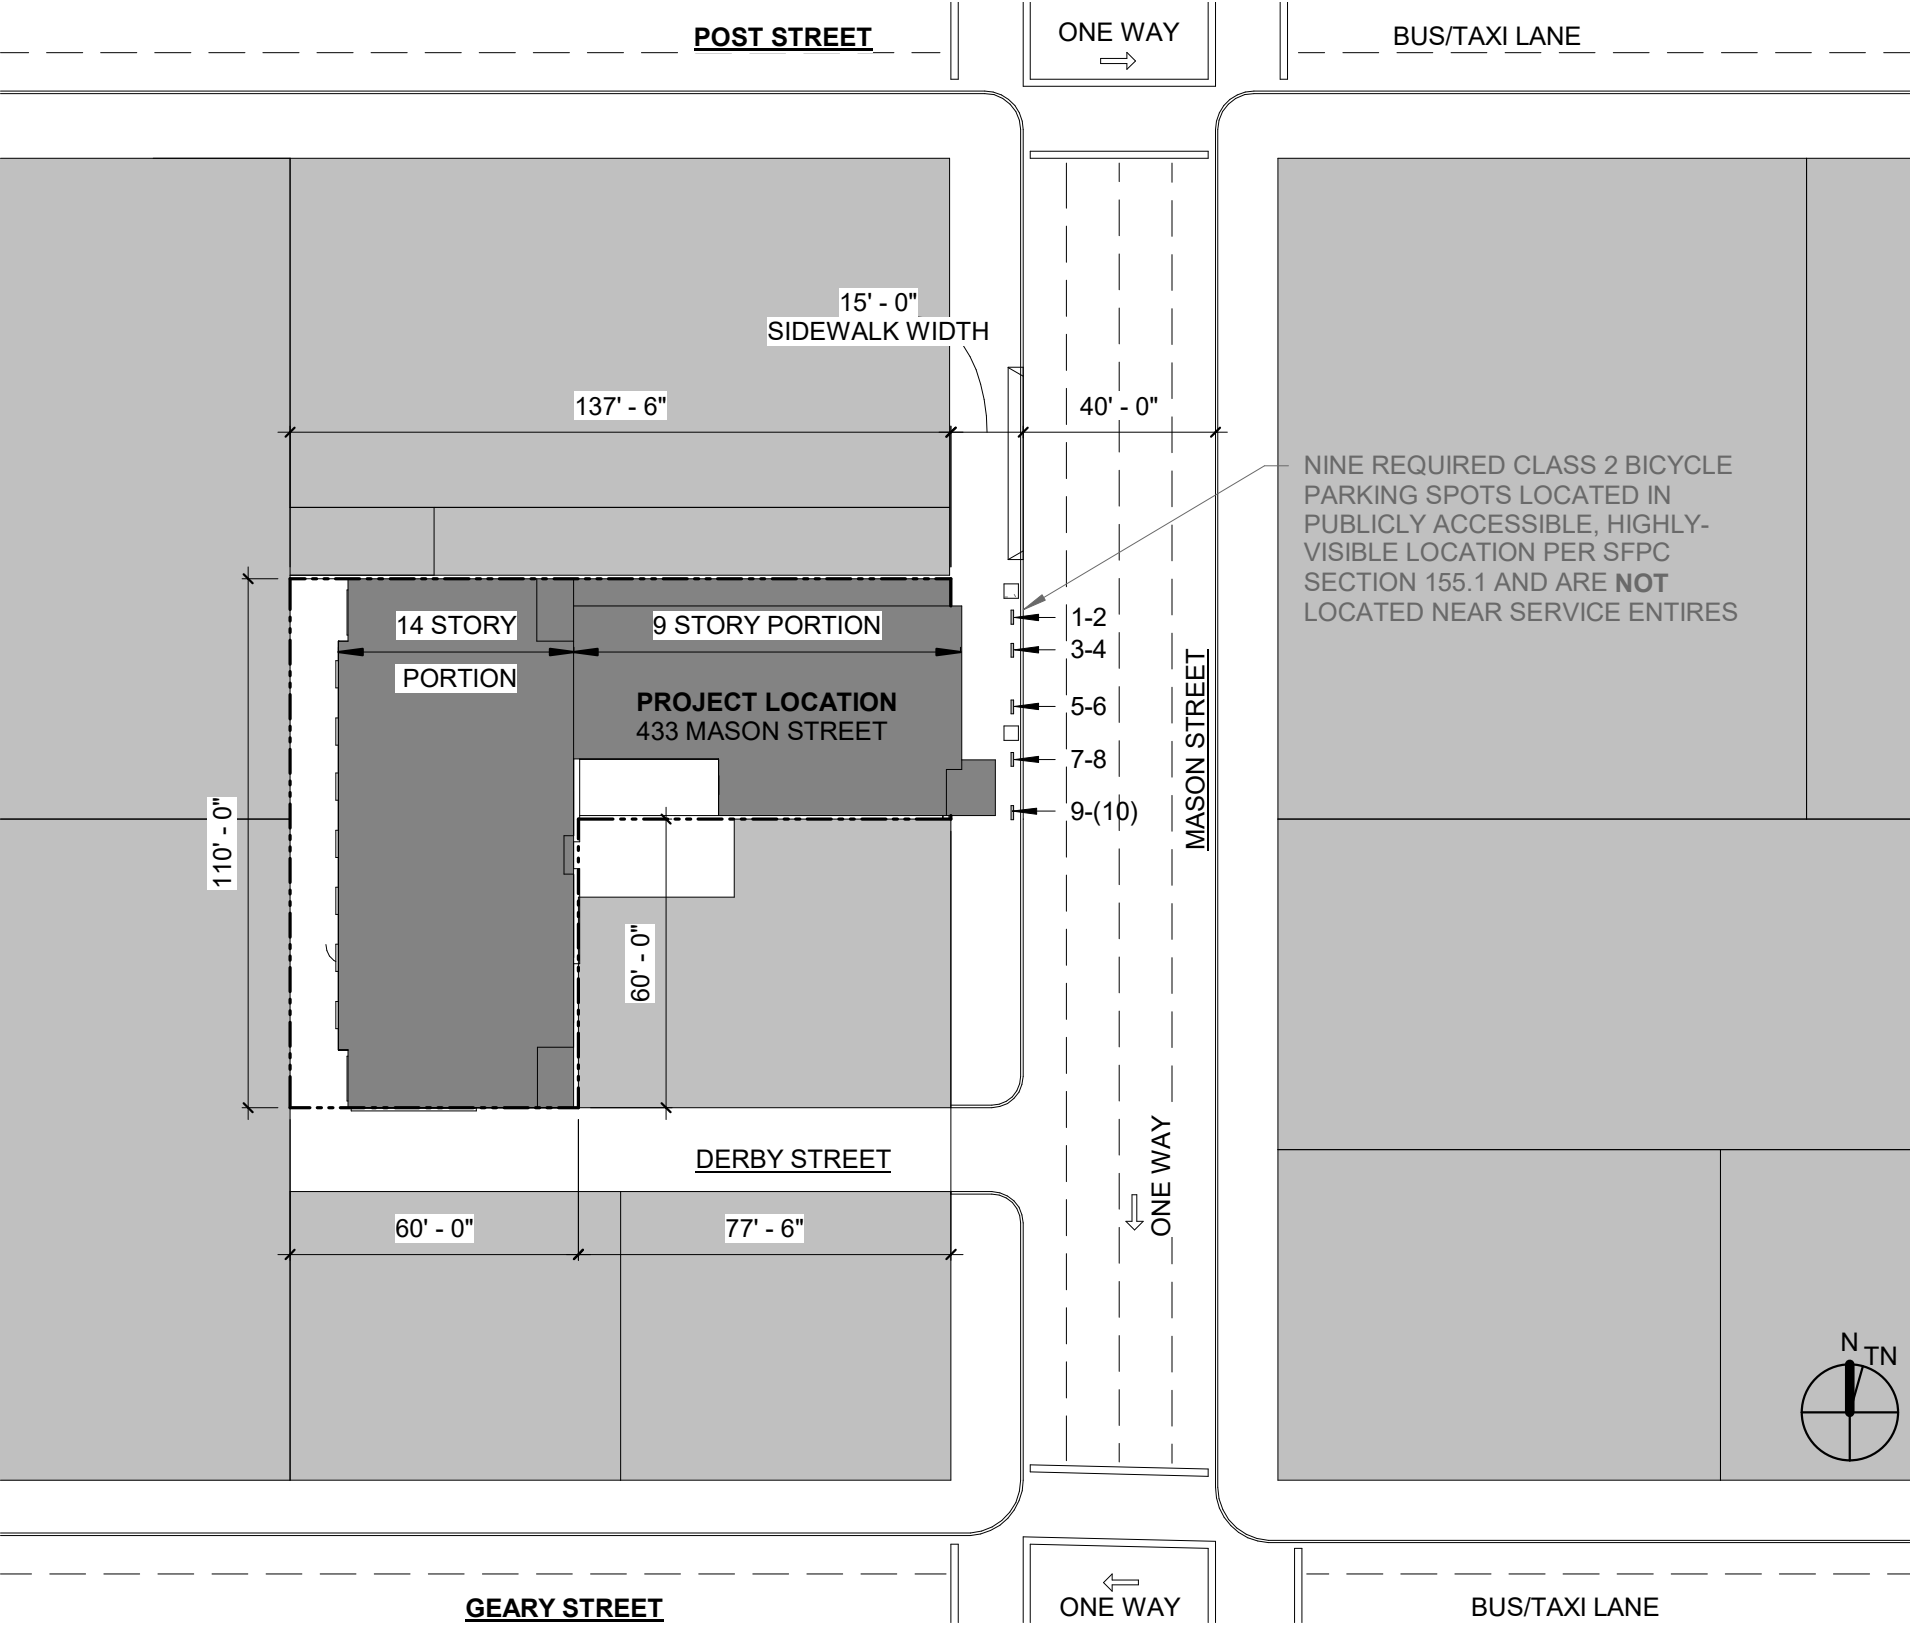 POST STREET
ONE WAY
BUS/TAXI LANE
15' - 0"
SIDEWALK WIDTH
137' - 6"
40' - 0"
NINE REQUIRED CLASS 2 BICYCLE
PARKING SPOTS LOCATED IN
PUBLICLY ACCESSIBLE, HIGHLY-
VISIBLE LOCATION PER SFPC
SECTION 155.1 AND ARE NOT
LOCATED NEAR SERVICE ENTIRES
14 STORY
PORTION
9 STORY PORTION
PROJECT LOCATION
433 MASON STREET
1-2
3-4
5-6
7-8
9-(10)
MASON STREET
110' - 0"
60' - 0"
DERBY STREET
ONE WAY
60' - 0"
77' - 6"
N
TN
GEARY STREET
ONE WAY
BUS/TAXI LANE